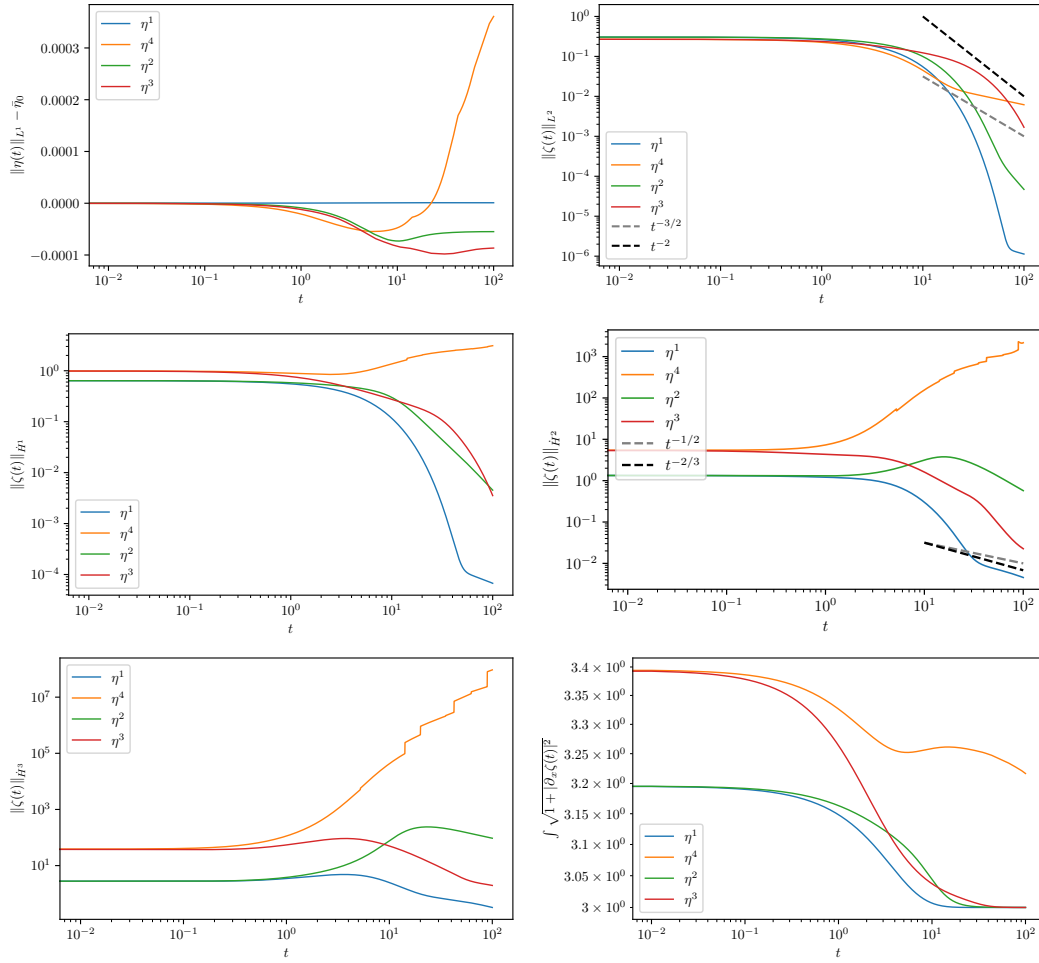 η¹
η⁴
η²
η³
0.0003
0.0002
0.0001
0.0000
−0.0001
‖η(t)‖_{L¹} − η̄₀
10⁻² 10⁻¹ 10⁰ 10¹ 10²
t
10⁰
10⁻¹
10⁻²
10⁻³
10⁻⁴
10⁻⁵
10⁻⁶
‖ζ(t)‖_{L²}
η¹
η⁴
η²
η³
t^{−3/2}
t^{−2}
10⁻² 10⁻¹ 10⁰ 10¹ 10²
t
10⁰
10⁻¹
10⁻²
10⁻³
10⁻⁴
‖ζ(t)‖_{Ḣ¹}
η¹
η⁴
η²
η³
10⁻² 10⁻¹ 10⁰ 10¹ 10²
t
η¹
η⁴
η²
η³
t^{−1/2}
t^{−2/3}
10³
10²
10¹
10⁰
10⁻¹
10⁻²
‖ζ(t)‖_{Ḣ²}
10⁻² 10⁻¹ 10⁰ 10¹ 10²
t
η¹
η⁴
η²
η³
10⁷
10⁵
10³
10¹
‖ζ(t)‖_{Ḣ³}
10⁻² 10⁻¹ 10⁰ 10¹ 10²
t
3.4 × 10⁰
3.35 × 10⁰
3.3 × 10⁰
3.25 × 10⁰
3.2 × 10⁰
3.15 × 10⁰
3.1 × 10⁰
3.05 × 10⁰
3 × 10⁰
∫ √(1 + |∂ₓζ(t)|²)
η¹
η⁴
η²
η³
10⁻² 10⁻¹ 10⁰ 10¹ 10²
t